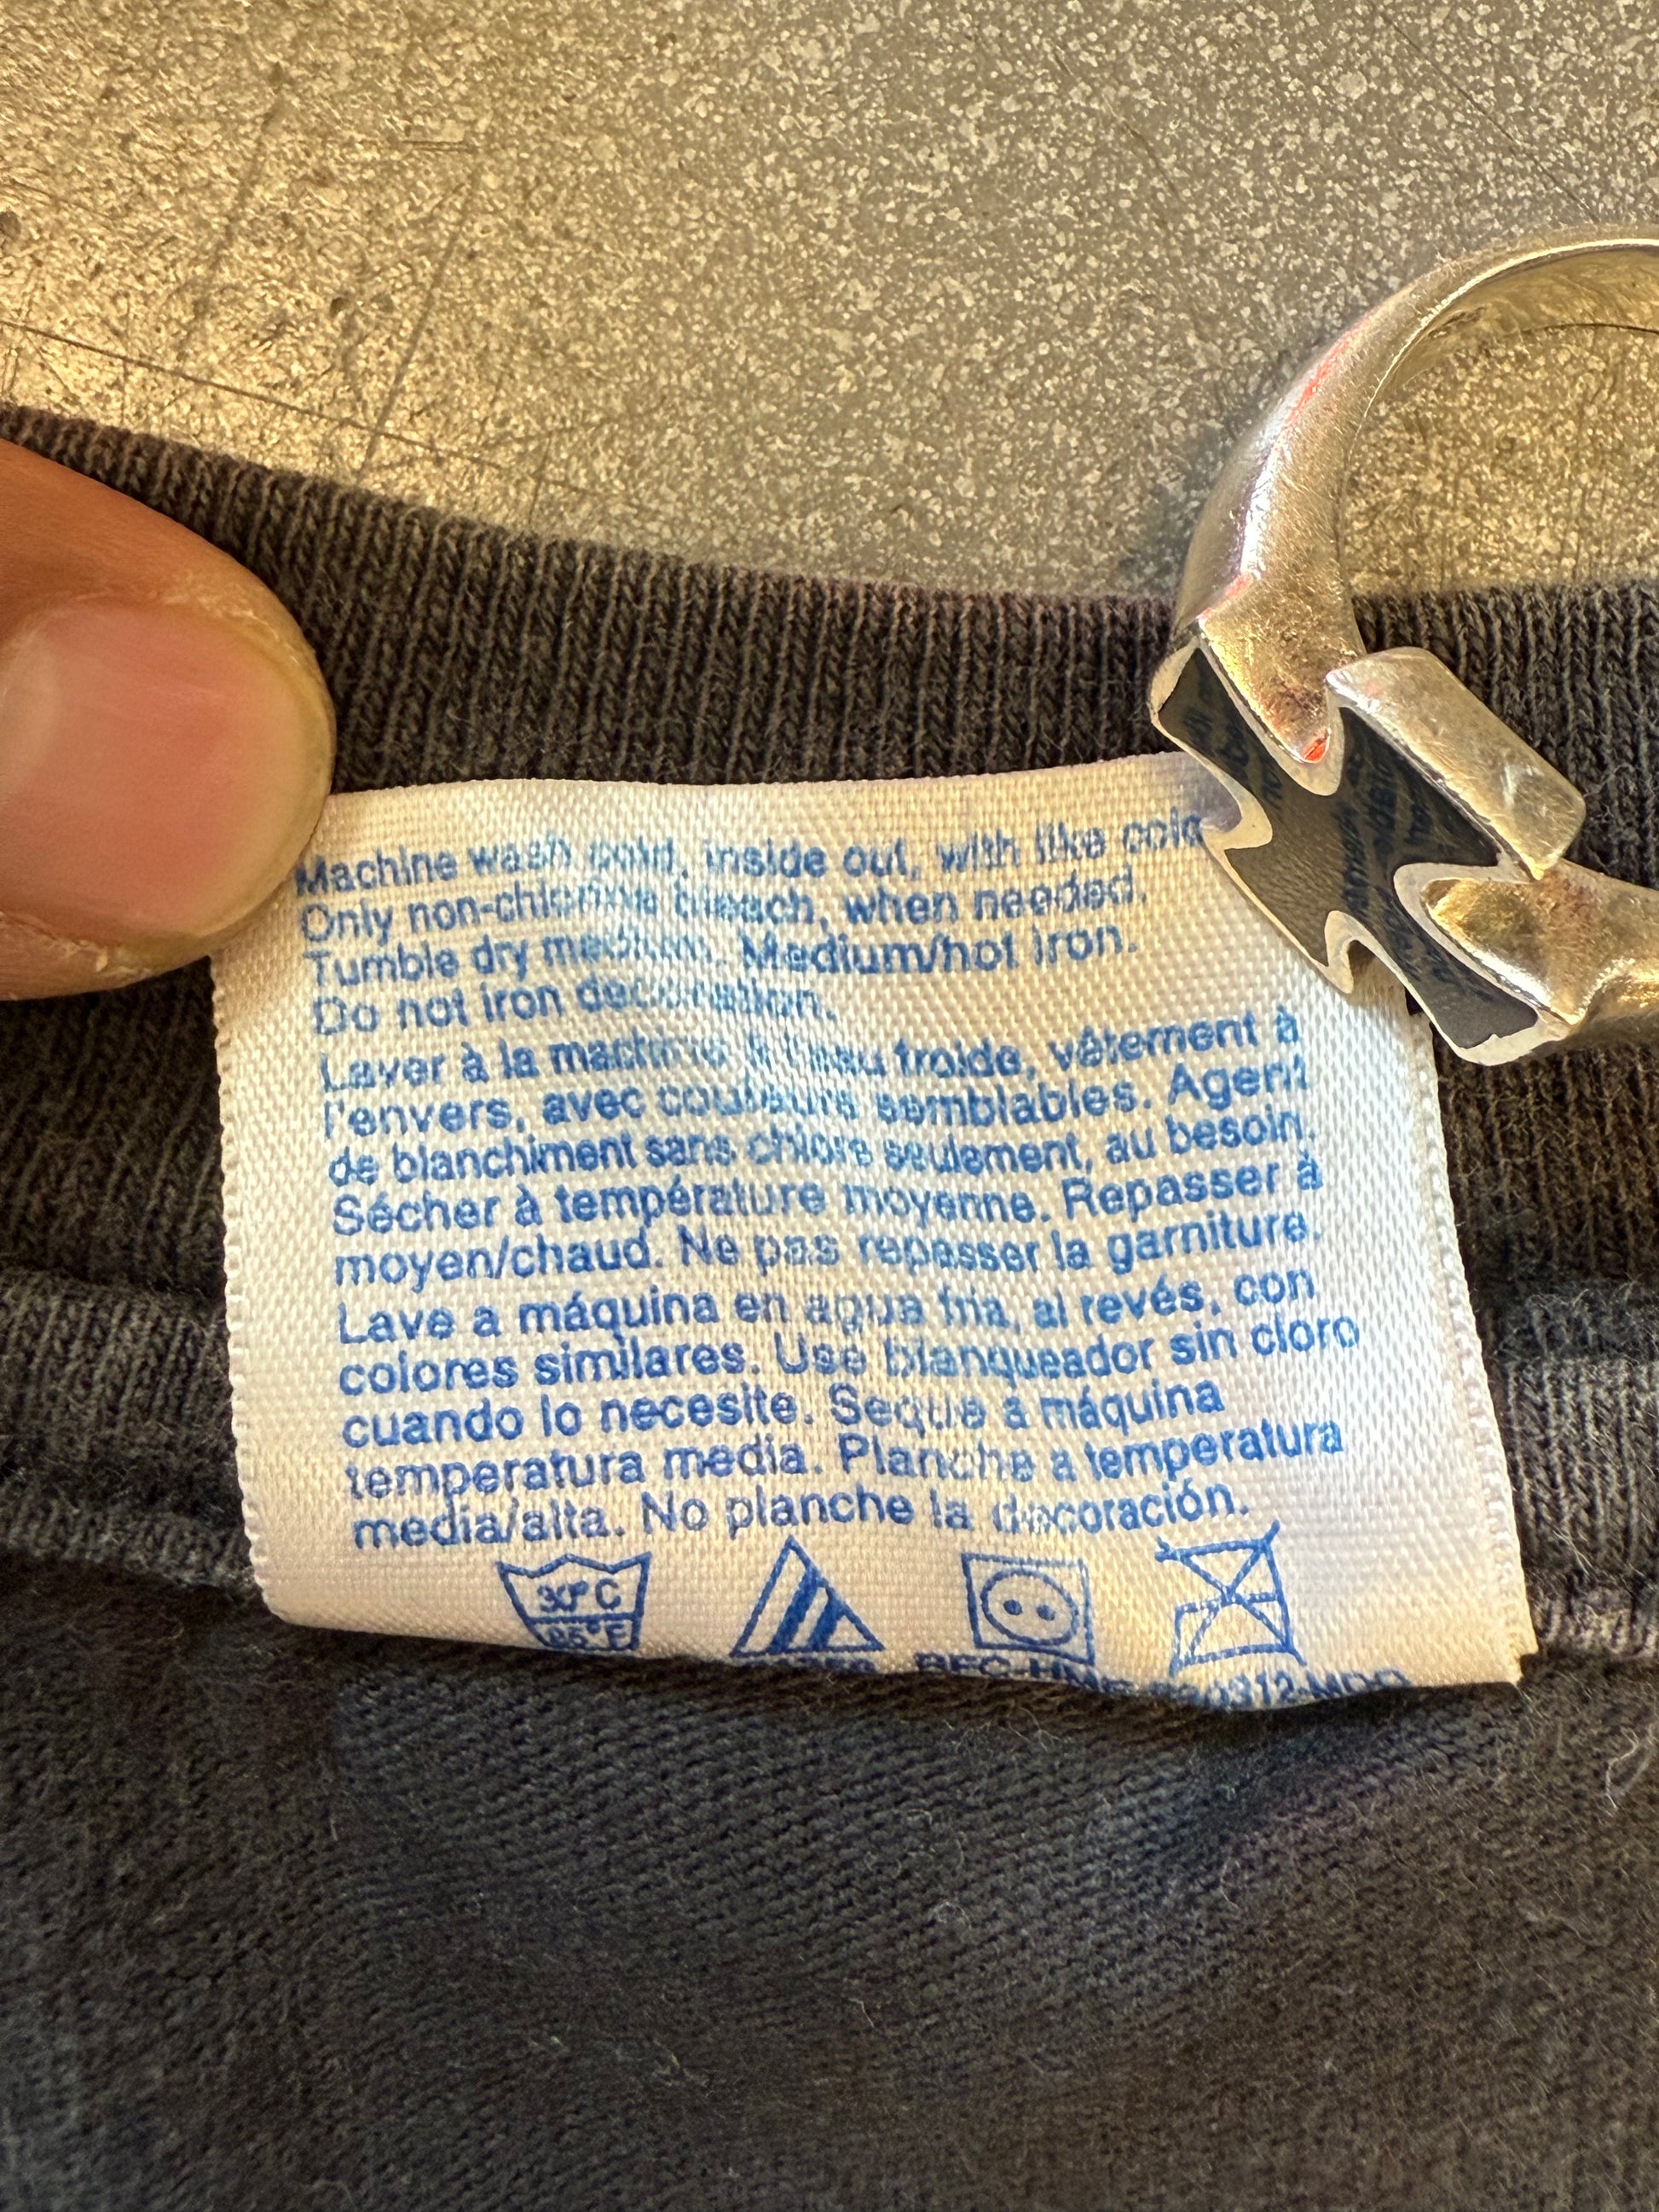 Machine wash cold, inside out, with like
Only non-chlorine bleach, when needed.
Tumble dry medium. Medium/hot iron.
Do not iron decoration.
Laver à la machine à l'eau froide, vêtement à
l'envers, avec couleurs semblables. Agent
de blanchiment sans chlore seulement, au besoin.
Sécher à température moyenne. Repasser à
moyen/chaud. Ne pas repasser la garniture.
Lave a máquina en agua fria, al revés, con
colores similares. Use blanqueador sin cloro
cuando lo necesite. Seque a máquina
temperatura media. Planche a temperatura
media/alta. No planche la decoración.
30°C